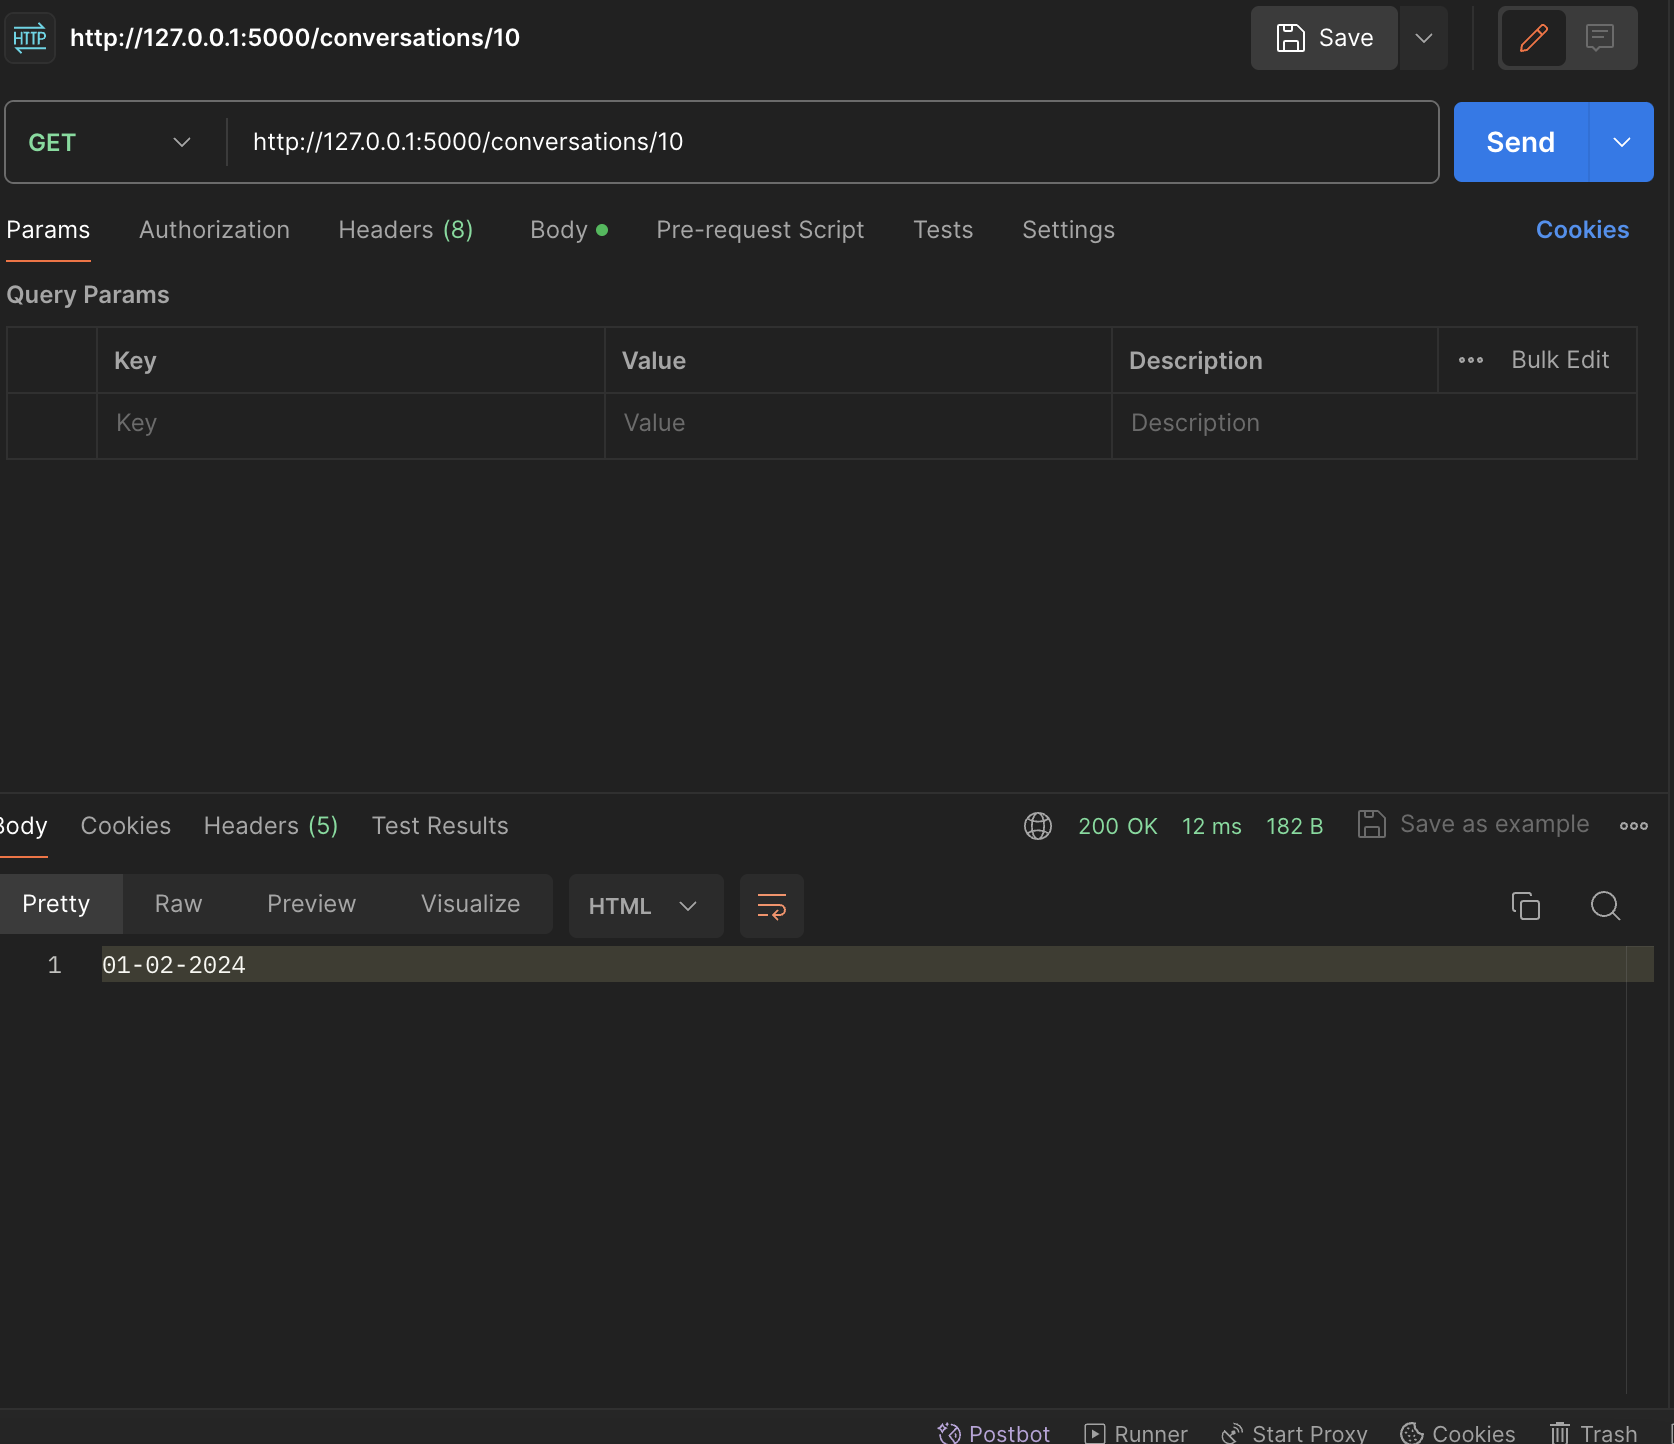 HTTP http://127.0.0.1:5000/conversations/10 Save
GET http://127.0.0.1:5000/conversations/10 Send
Params Authorization Headers (8) Body Pre-request Script Tests Settings Cookies
Query Params
Key Value Description Bulk Edit
Key Value Description
Body Cookies Headers (5) Test Results 200 OK 12 ms 182 B Save as example
Pretty Raw Preview Visualize HTML
1 01-02-2024
Postbot Runner Start Proxy Cookies Trash